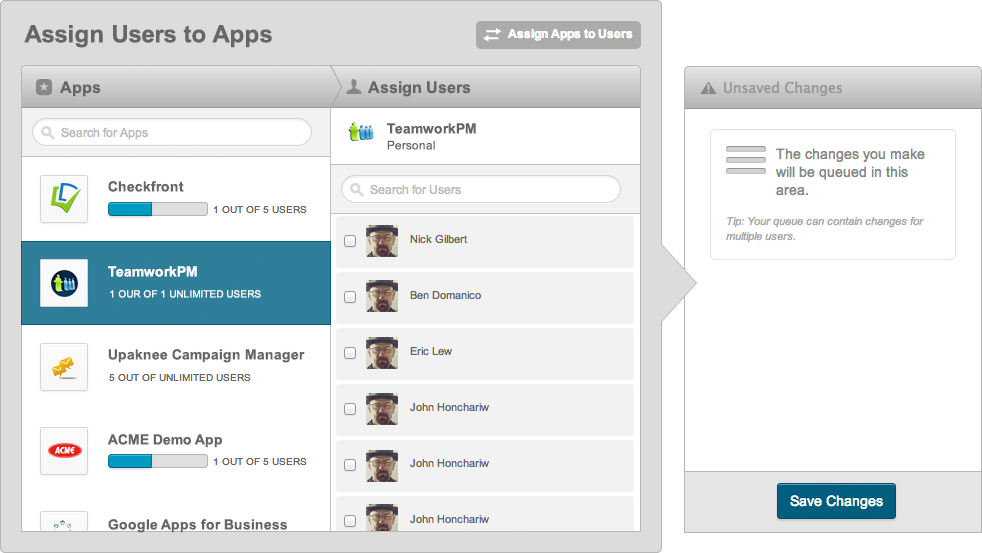 Assign Users to Apps
Assign Apps to Users
Apps
Search for Apps
Checkfront
1 OUT OF 5 USERS
TeamworkPM
1 OUR OF 1 UNLIMITED USERS
Upaknee Campaign Manager
5 OUT OF UNLIMITED USERS
ACME
ACME Demo App
1 OUT OF 5 USERS
Google Apps for Business
Assign Users
TeamworkPM
Personal
Search for Users
Nick Gilbert
Ben Domanico
Eric Lew
John Honchariw
John Honchariw
John Honchariw
Unsaved Changes
The changes you make
will be queued in this
area.
Tip: Your queue can contain changes for
multiple users.
Save Changes